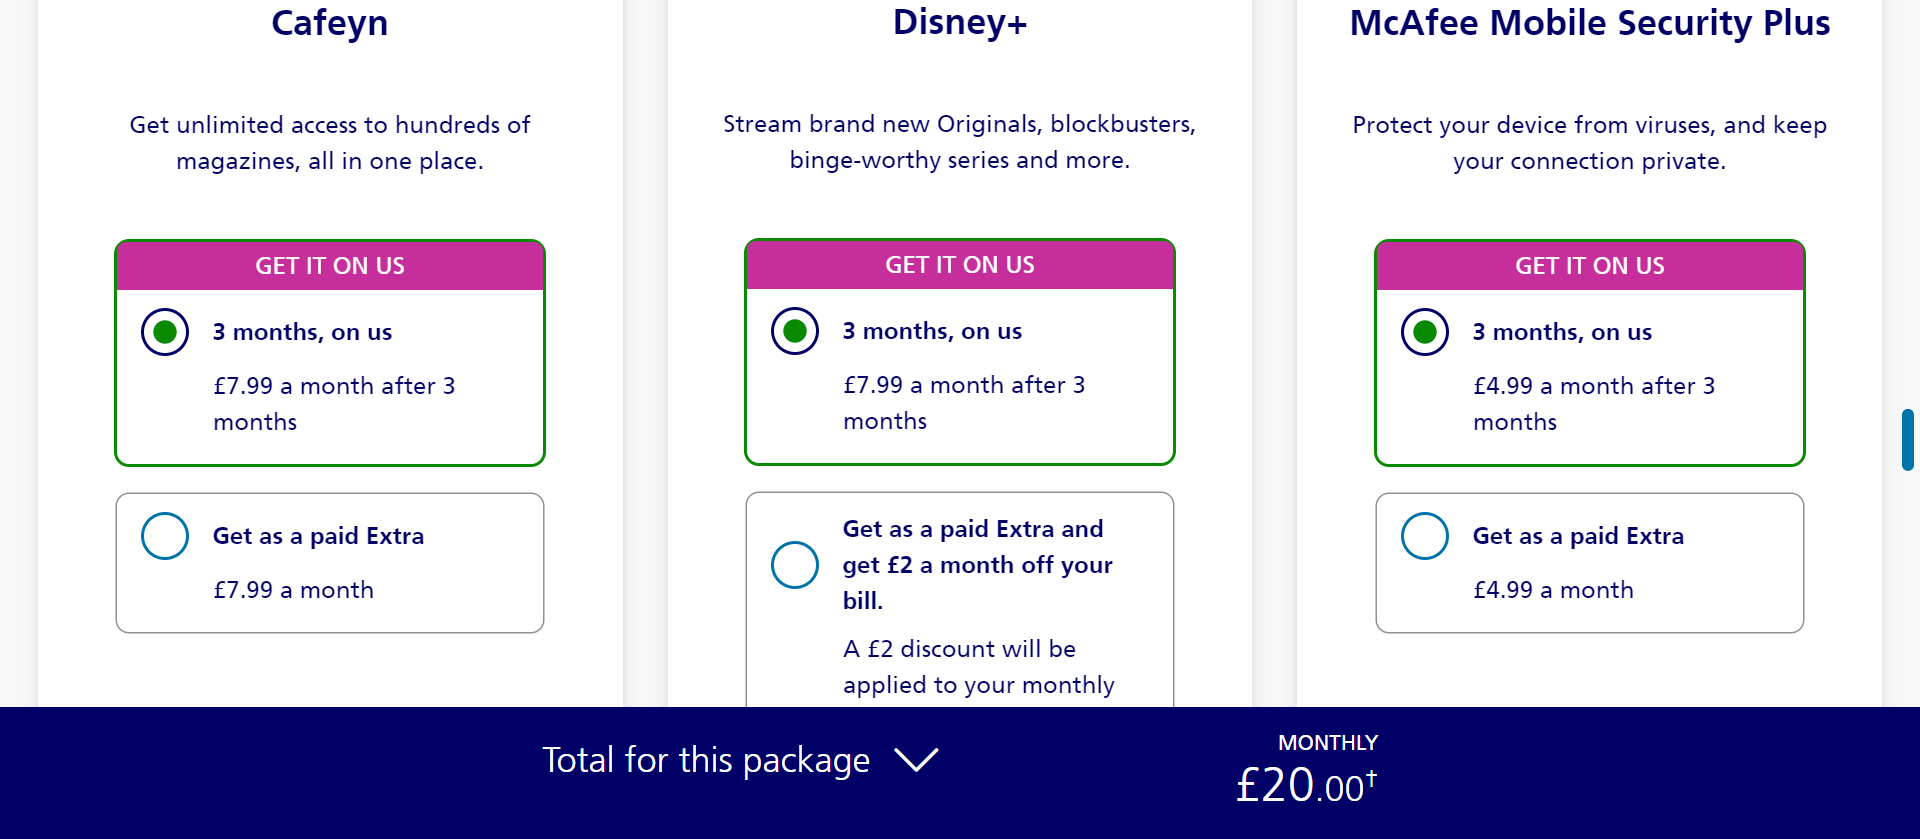 Cafeyn
Get unlimited access to hundreds of
magazines, all in one place.
GET IT ON US
3 months, on us
£7.99 a month after 3
months
Get as a paid Extra
£7.99 a month
Disney+
Stream brand new Originals, blockbusters,
binge-worthy series and more.
GET IT ON US
3 months, on us
£7.99 a month after 3
months
Get as a paid Extra and
get £2 a month off your
bill.
A £2 discount will be
applied to your monthly
McAfee Mobile Security Plus
Protect your device from viruses, and keep
your connection private.
GET IT ON US
3 months, on us
£4.99 a month after 3
months
Get as a paid Extra
£4.99 a month
Total for this package
MONTHLY
£20.00†